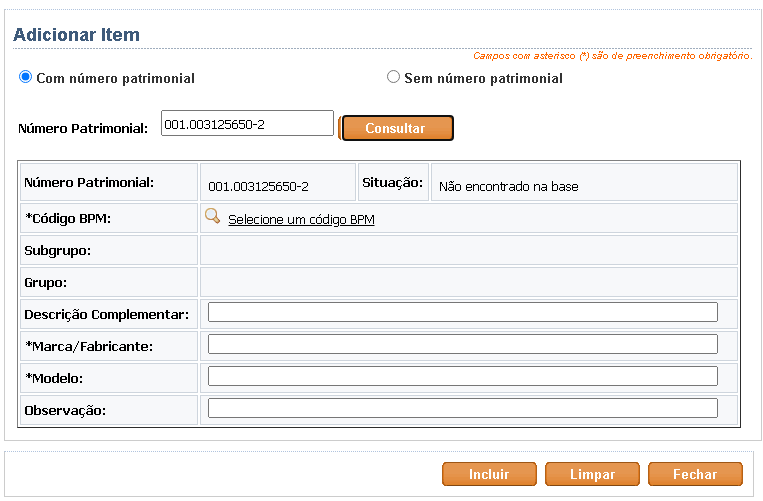 Adicionar Item
Campos com asterisco (*) são de preenchimento obrigatório.
Com número patrimonial Sem número patrimonial
Número Patrimonial: 001.003125650-2 Consultar
Número Patrimonial: 001.003125650-2 Situação: Não encontrado na base
*Código BPM: Selecione um código BPM
Subgrupo:
Grupo:
Descrição Complementar:
*Marca/Fabricante:
*Modelo:
Observação:
Incluir Limpar Fechar